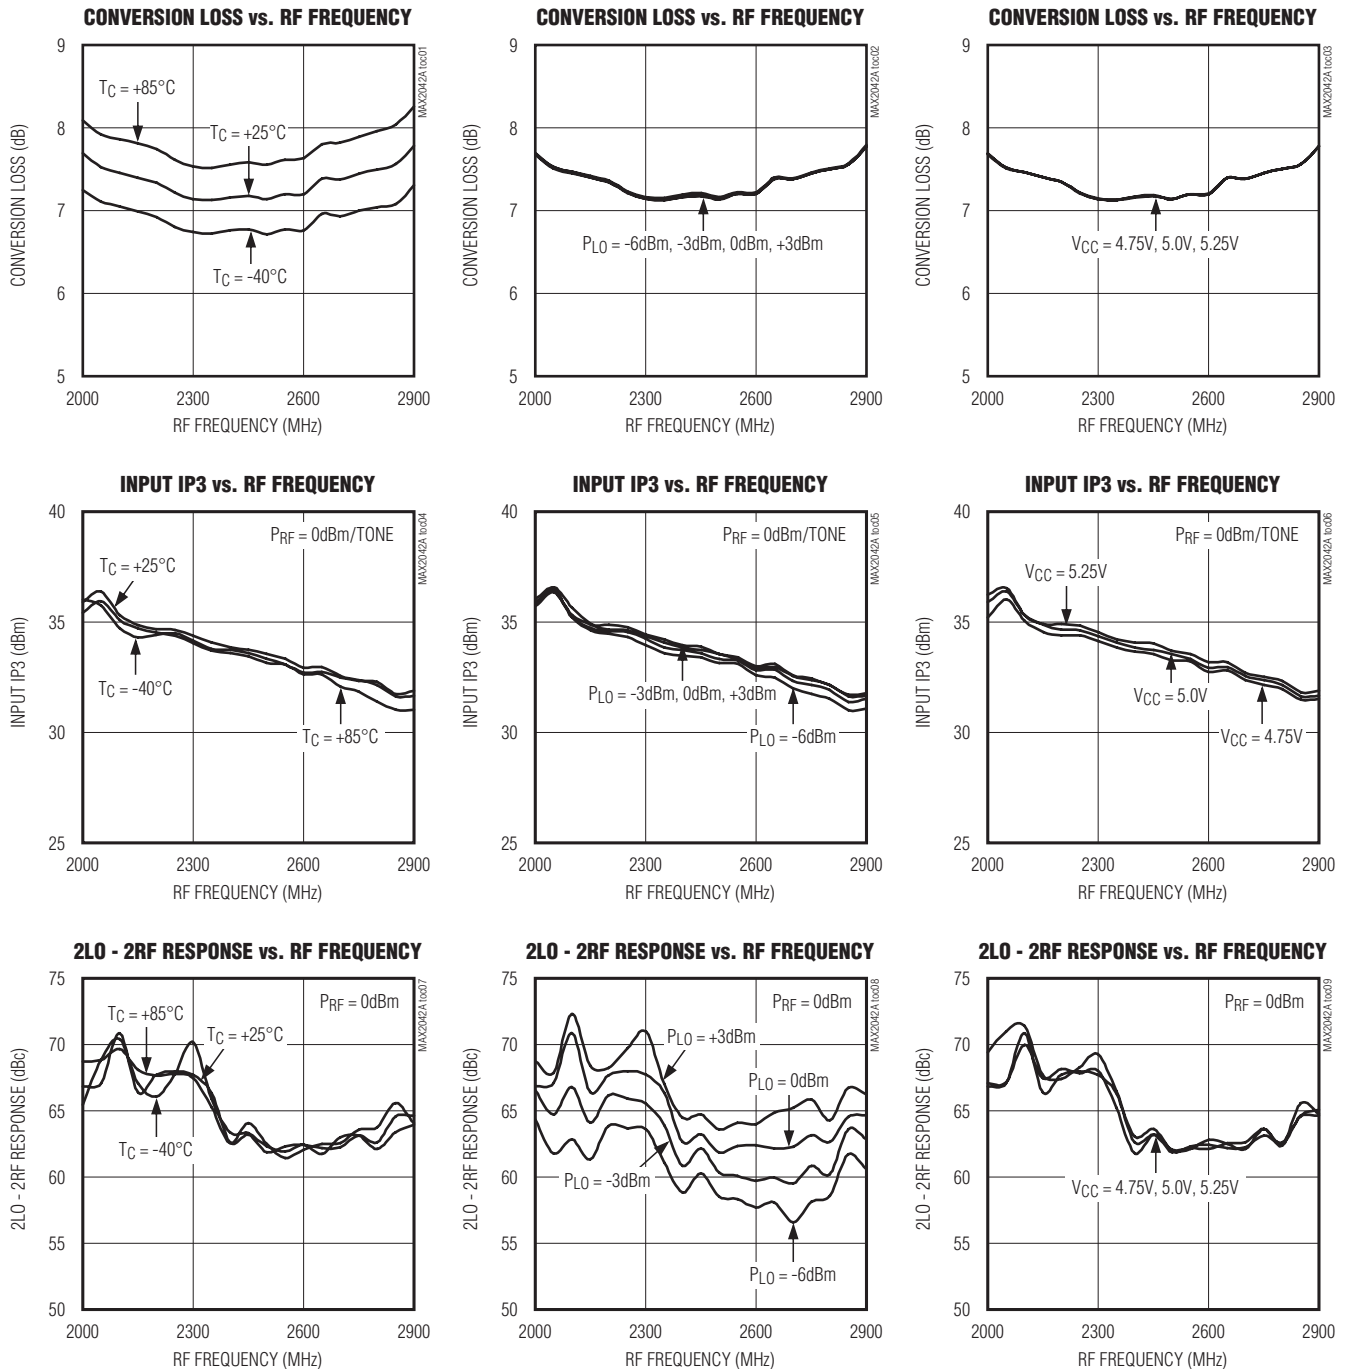 CONVERSION LOSS vs. RF FREQUENCY
9
8
7
6
5
CONVERSION LOSS (dB)
TC = +85°C
TC = +25°C
TC = -40°C
MAX2042A toc01
2000 2300 2600 2900
RF FREQUENCY (MHz)
CONVERSION LOSS vs. RF FREQUENCY
9
8
7
6
5
CONVERSION LOSS (dB)
PLO = -6dBm, -3dBm, 0dBm, +3dBm
MAX2042A toc02
2000 2300 2600 2900
RF FREQUENCY (MHz)
CONVERSION LOSS vs. RF FREQUENCY
9
8
7
6
5
CONVERSION LOSS (dB)
VCC = 4.75V, 5.0V, 5.25V
MAX2042A toc03
2000 2300 2600 2900
RF FREQUENCY (MHz)
INPUT IP3 vs. RF FREQUENCY
40
35
30
25
INPUT IP3 (dBm)
PRF = 0dBm/TONE
TC = +25°C
TC = -40°C
TC = +85°C
MAX2042A toc04
2000 2300 2600 2900
RF FREQUENCY (MHz)
INPUT IP3 vs. RF FREQUENCY
40
35
30
25
INPUT IP3 (dBm)
PRF = 0dBm/TONE
PLO = -3dBm, 0dBm, +3dBm
PLO = -6dBm
MAX2042A toc05
2000 2300 2600 2900
RF FREQUENCY (MHz)
INPUT IP3 vs. RF FREQUENCY
40
35
30
25
INPUT IP3 (dBm)
PRF = 0dBm/TONE
VCC = 5.25V
VCC = 5.0V
VCC = 4.75V
MAX2042A toc06
2000 2300 2600 2900
RF FREQUENCY (MHz)
2LO - 2RF RESPONSE vs. RF FREQUENCY
75
70
65
60
55
50
2LO - 2RF RESPONSE (dBc)
PRF = 0dBm
TC = +85°C
TC = +25°C
TC = -40°C
MAX2042A toc07
2000 2300 2600 2900
RF FREQUENCY (MHz)
2LO - 2RF RESPONSE vs. RF FREQUENCY
75
70
65
60
55
50
2LO - 2RF RESPONSE (dBc)
PRF = 0dBm
PLO = +3dBm
PLO = 0dBm
PLO = -3dBm
PLO = -6dBm
MAX2042A toc08
2000 2300 2600 2900
RF FREQUENCY (MHz)
2LO - 2RF RESPONSE vs. RF FREQUENCY
75
70
65
60
55
50
2LO - 2RF RESPONSE (dBc)
PRF = 0dBm
VCC = 4.75V, 5.0V, 5.25V
MAX2042A toc09
2000 2300 2600 2900
RF FREQUENCY (MHz)